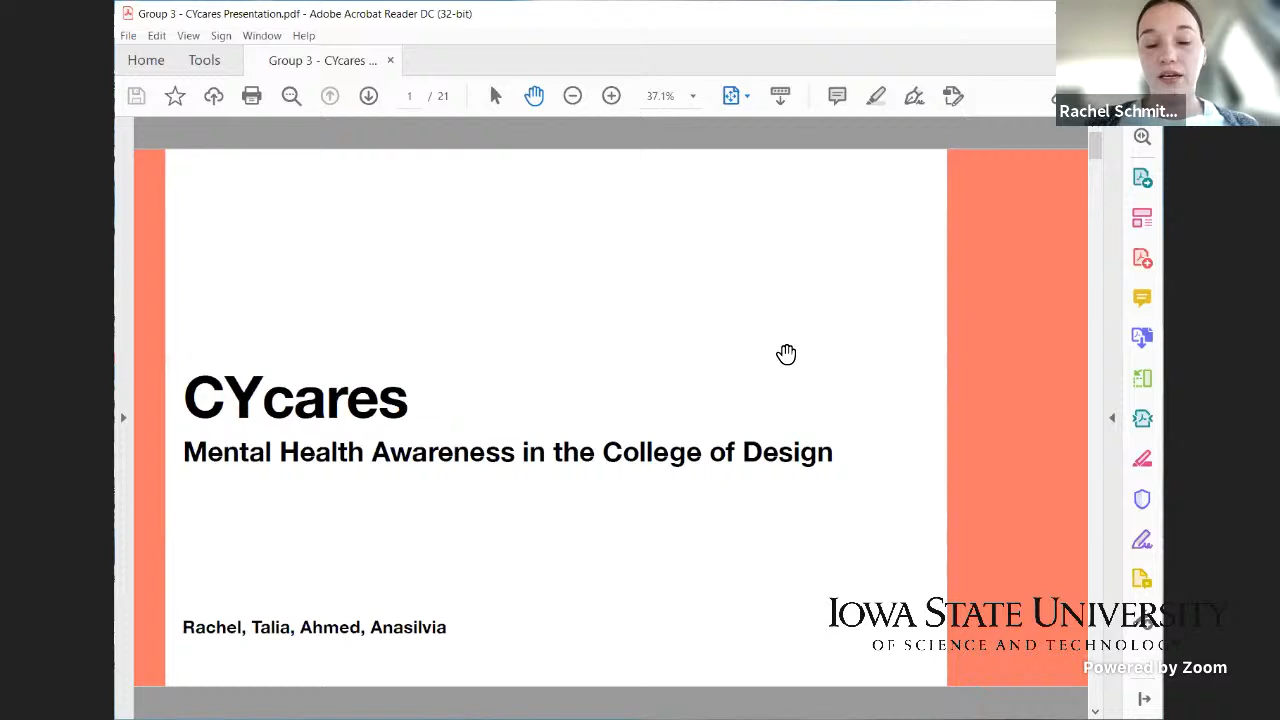 Group 3 - CYcares Presentation.pdf - Adobe Acrobat Reader DC (32-bit)
File Edit View Sign Window Help
Home Tools Group 3 - CYcares ... ×
1 / 21 37.1%
Rachel Schmit...
CYcares
Mental Health Awareness in the College of Design
Rachel, Talia, Ahmed, Anasilvia
IOWA STATE UNIVERSITY
OF SCIENCE AND TECHNOLOGY
Powered by Zoom